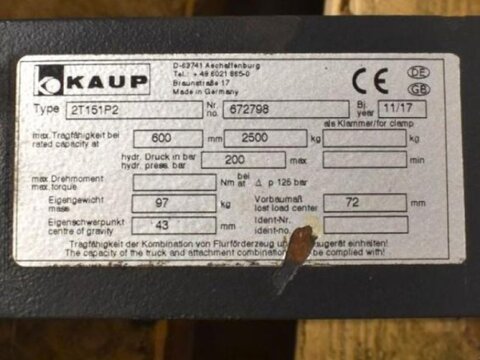 KAUP
D-63741 Aschaffenburg
Tel.: +49 6021 865-0
Braunstraße 17
Made in Germany
CE
DE
GB
Type 2T151P2 Nr. no. 672798 Bj. year 11/17
als Klammer/for clamp
max. Tragfähigkeit bei rated capacity at 600 mm 2500 kg kg
hydr. Druck in bar hydr. press. bar 200 max max min
max. Drehmoment max. torque Nm bei at Δ p 125 bar
Eigengewicht mass 97 kg Vorbaumaß lost load center 72 mm
Eigenschwerpunkt centre of gravity 43 mm Ident-Nr. ident-no.
Tragfähigkeit der Kombination von Flurförderzeug einhalten!
The capacity of the truck and attachment be complied with!